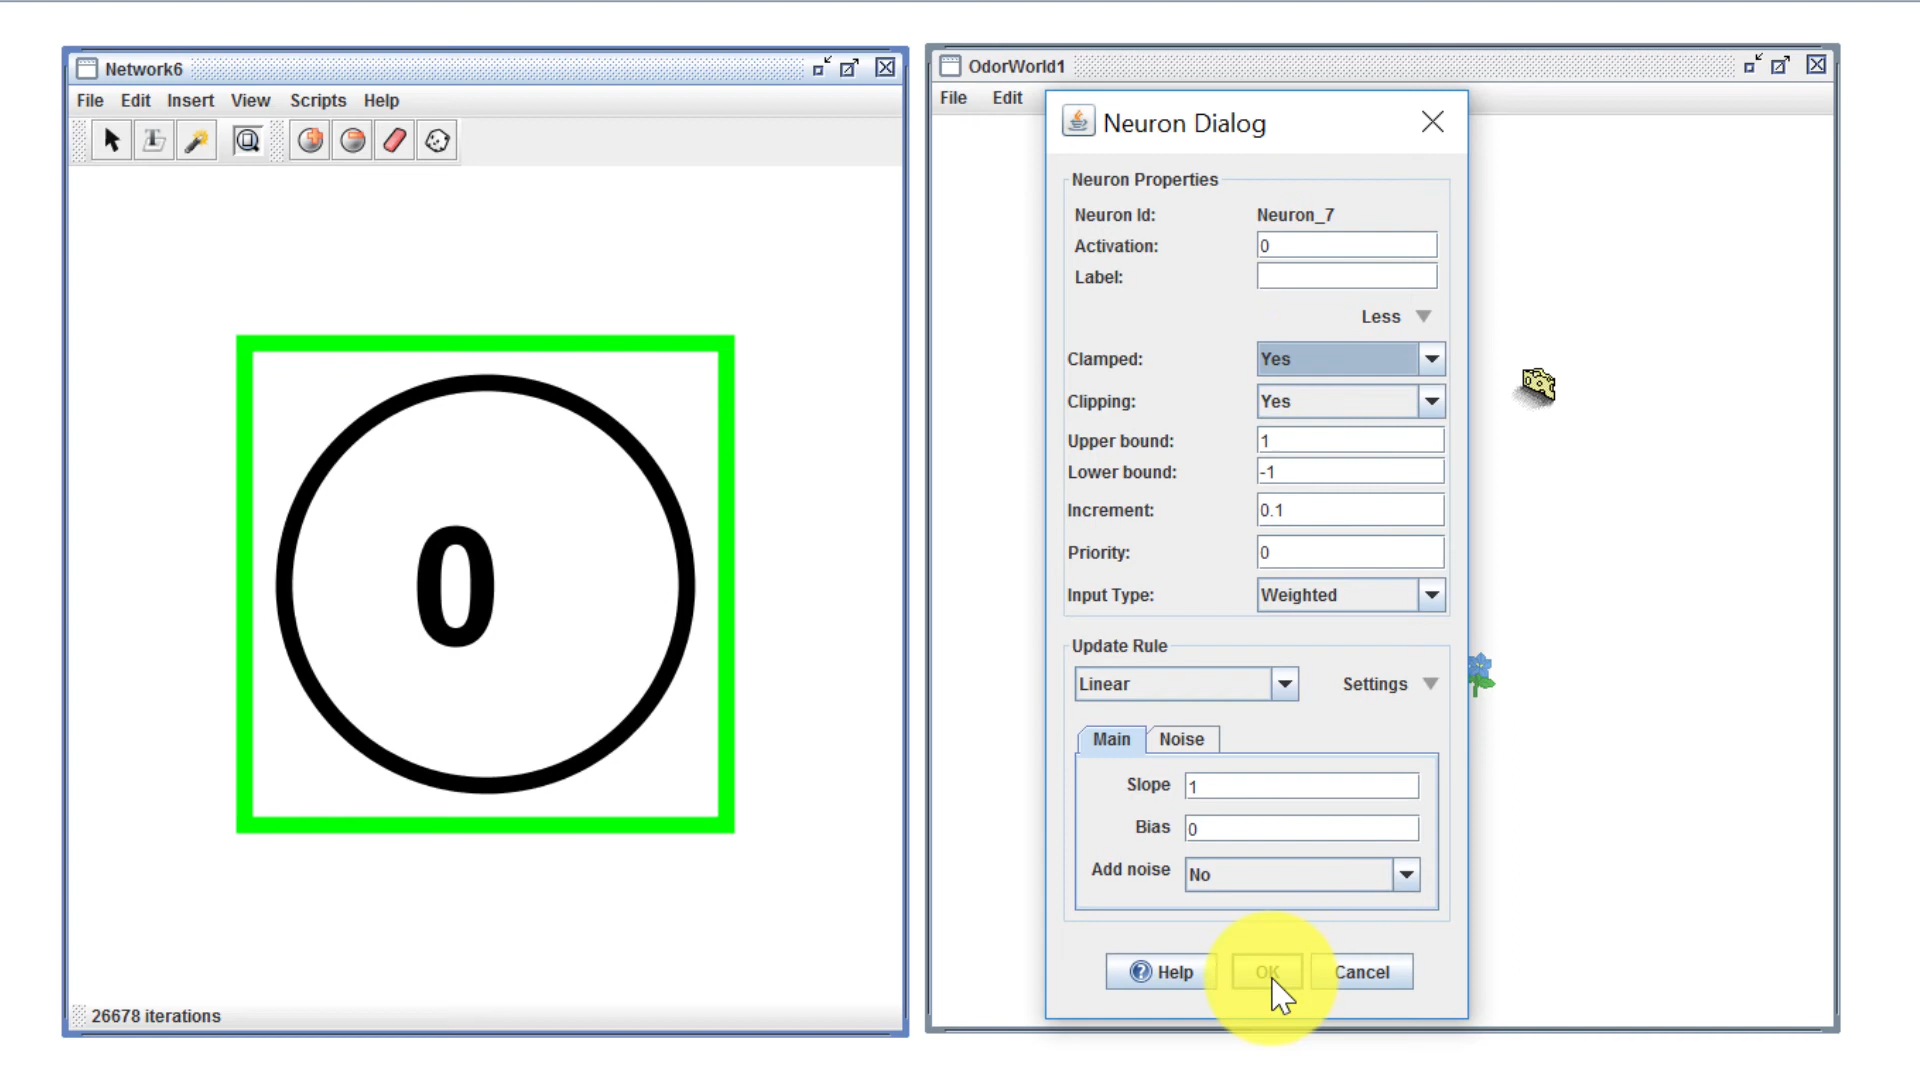 Network6
File Edit Insert View Scripts Help
0
26678 iterations
OdorWorld1
File Edit
Neuron Dialog
Neuron Properties
Neuron Id: Neuron_7
Activation: 0
Label:
Less
Clamped: Yes
Clipping: Yes
Upper bound: 1
Lower bound: -1
Increment: 0.1
Priority: 0
Input Type: Weighted
Update Rule
Linear Settings
Main Noise
Slope 1
Bias 0
Add noise No
Help OK Cancel